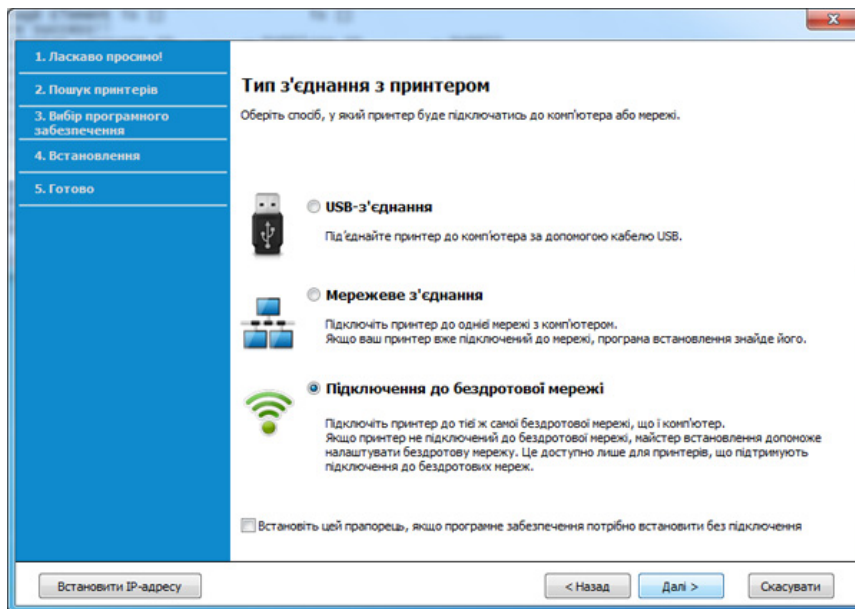 1. Ласкаво просимо!
2. Пошук принтерів
3. Вибір програмного
забезпечення
4. Встановлення
5. Готово
Тип з'єднання з принтером
Оберіть спосіб, у який принтер буде підключатись до комп'ютера або мережі.
USB-з'єднання
Під'єднайте принтер до комп'ютера за допомогою кабелю USB.
Мережеве з'єднання
Підключіть принтер до однієї мережі з комп'ютером.
Якщо ваш принтер вже підключений до мережі, програма встановлення знайде його.
Підключення до бездротової мережі
Підключіть принтер до тієї ж самої бездротової мережі, що і комп'ютер.
Якщо принтер не підключений до бездротової мережі, майстер встановлення допоможе
налаштувати бездротову мережу. Це доступно лише для принтерів, що підтримують
підключення до бездротових мереж.
Встановіть цей прапорець, якщо програмне забезпечення потрібно встановити без підключення
Встановити IP-адресу
< Назад
Далі >
Скасувати